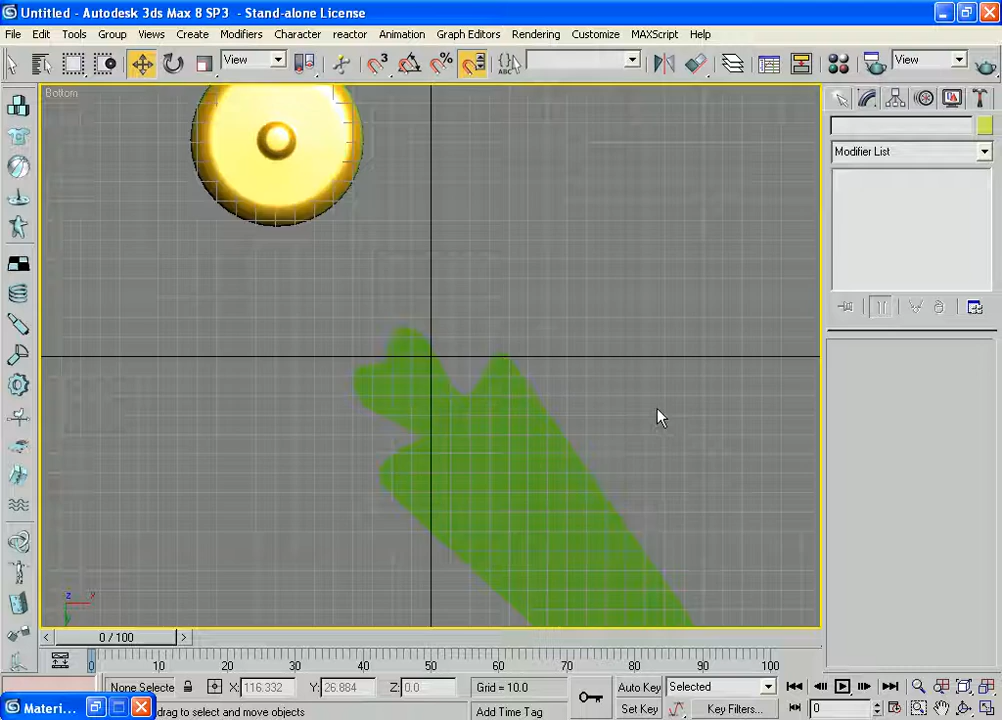 Untitled - Autodesk 3ds Max 8 SP3 - Stand-alone License
File Edit Tools Group Views Create Modifiers Character reactor Animation Graph Editors Rendering Customize MAXScript Help
View 3 % ABC View
Bottom
Modifier List
z x
< 0 / 100 >
0 10 20 30 40 50 60 70 80 90 100
None Selecte X: 116.332 Y: 26.884 Z: 0.0 Grid = 10.0 Auto Key Selected
Materi... drag to select and move objects Add Time Tag Set Key Key Filters... 0